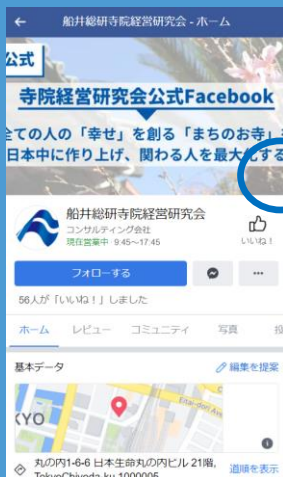 船井総研寺院経営研究会 - ホーム
公式
寺院経営研究会公式Facebook
全ての人の「幸せ」を創る「まちのお寺」を
日本中に作り上げ、関わる人を最大化する
船井総研寺院経営研究会
コンサルティング会社
現在営業中 · 9:45~17:45
いいね!
フォローする
56人が「いいね！」しました
ホーム レビュー コミュニティ 写真 投
基本データ
編集を提案
KYO
Eitai-dori Ave
丸の内1-6-6 日本生命丸の内ビル 21階,
TokyoChiyoda-ku 1000005
道順を表示